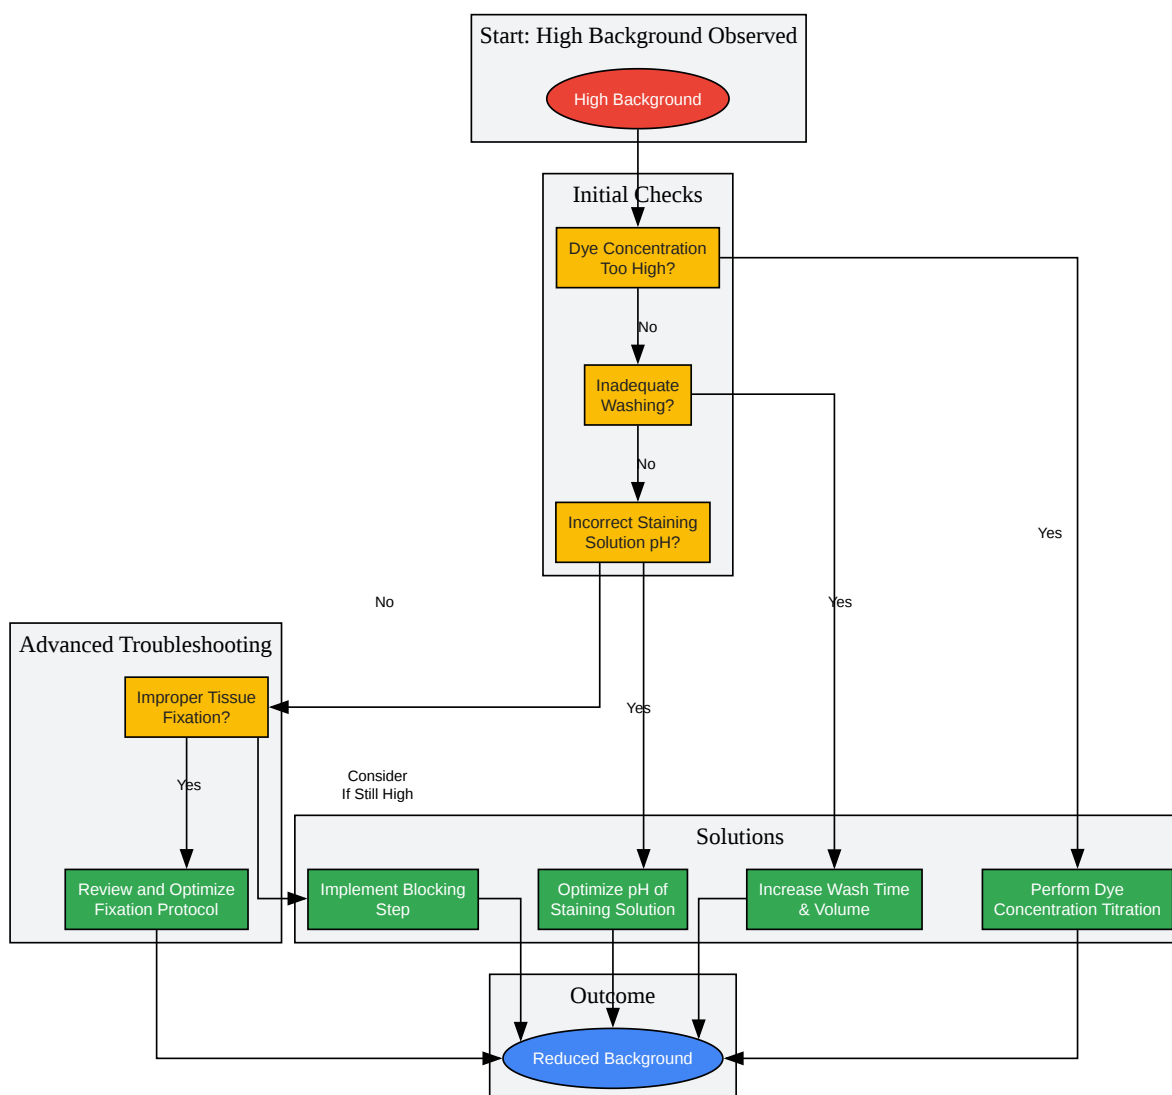 Start: High Background Observed
High Background
Initial Checks
Dye Concentration
Too High?
No
Inadequate
Washing?
No
Incorrect Staining
Solution pH?
Yes
No
Yes
Advanced Troubleshooting
Improper Tissue
Fixation?
Yes
Yes
Consider
If Still High
Solutions
Review and Optimize
Fixation Protocol
Implement Blocking
Step
Optimize pH of
Staining Solution
Increase Wash Time
& Volume
Perform Dye
Concentration Titration
Outcome
Reduced Background